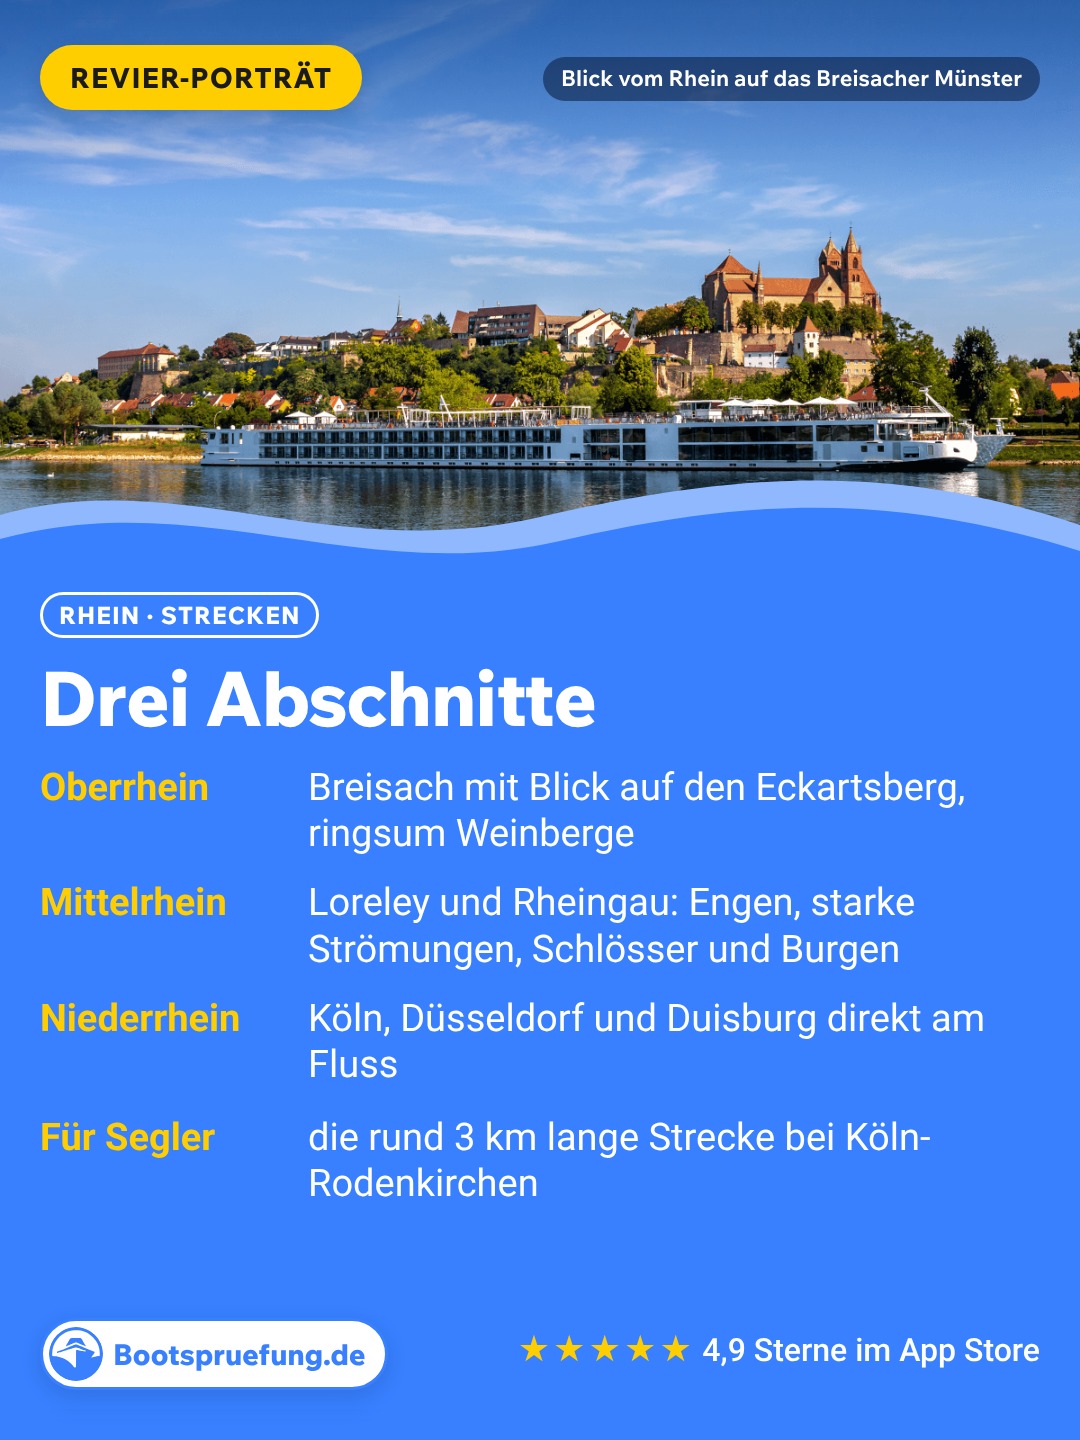 REVIER-PORTRÄT
Blick vom Rhein auf das Breisacher Münster
RHEIN · STRECKEN
Drei Abschnitte
Oberrhein
Breisach mit Blick auf den Eckartsberg,
ringsum Weinberge
Mittelrhein
Loreley und Rheingau: Engen, starke
Strömungen, Schlösser und Burgen
Niederrhein
Köln, Düsseldorf und Duisburg direkt am
Fluss
Für Segler
die rund 3 km lange Strecke bei Köln-
Rodenkirchen
Bootspruefung.de
★★★★★ 4,9 Sterne im App Store